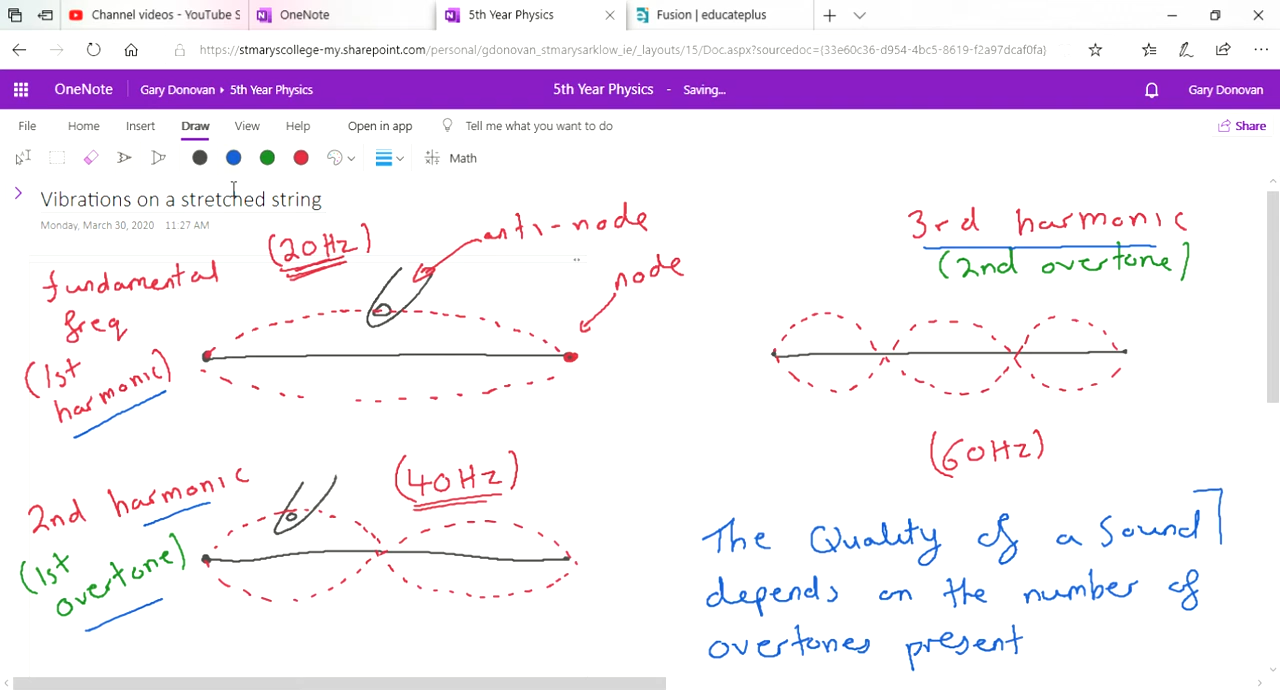 Channel videos - YouTube S
OneNote
5th Year Physics
Fusion | educateplus
https://stmaryscollege-my.sharepoint.com/personal/gdonovan_stmarysarklow_ie/_layouts/15/Doc.aspx?sourcedoc={33e60c36-d954-4bc5-8619-f2a97dcaf0fa}
OneNote
Gary Donovan › 5th Year Physics
5th Year Physics - Saving...
Gary Donovan
File Home Insert Draw View Help Open in app Tell me what you want to do
Share
Math
Vibrations on a stretched string
Monday, March 30, 2020 11:27 AM
(20Hz)
anti-node
node
fundamental
freq
(1st
harmonic)
2nd harmonic
(1st
overtone)
(40Hz)
3rd harmonic
(2nd overtone)
(60Hz)
The Quality of a Sound
depends on the number of
overtones present